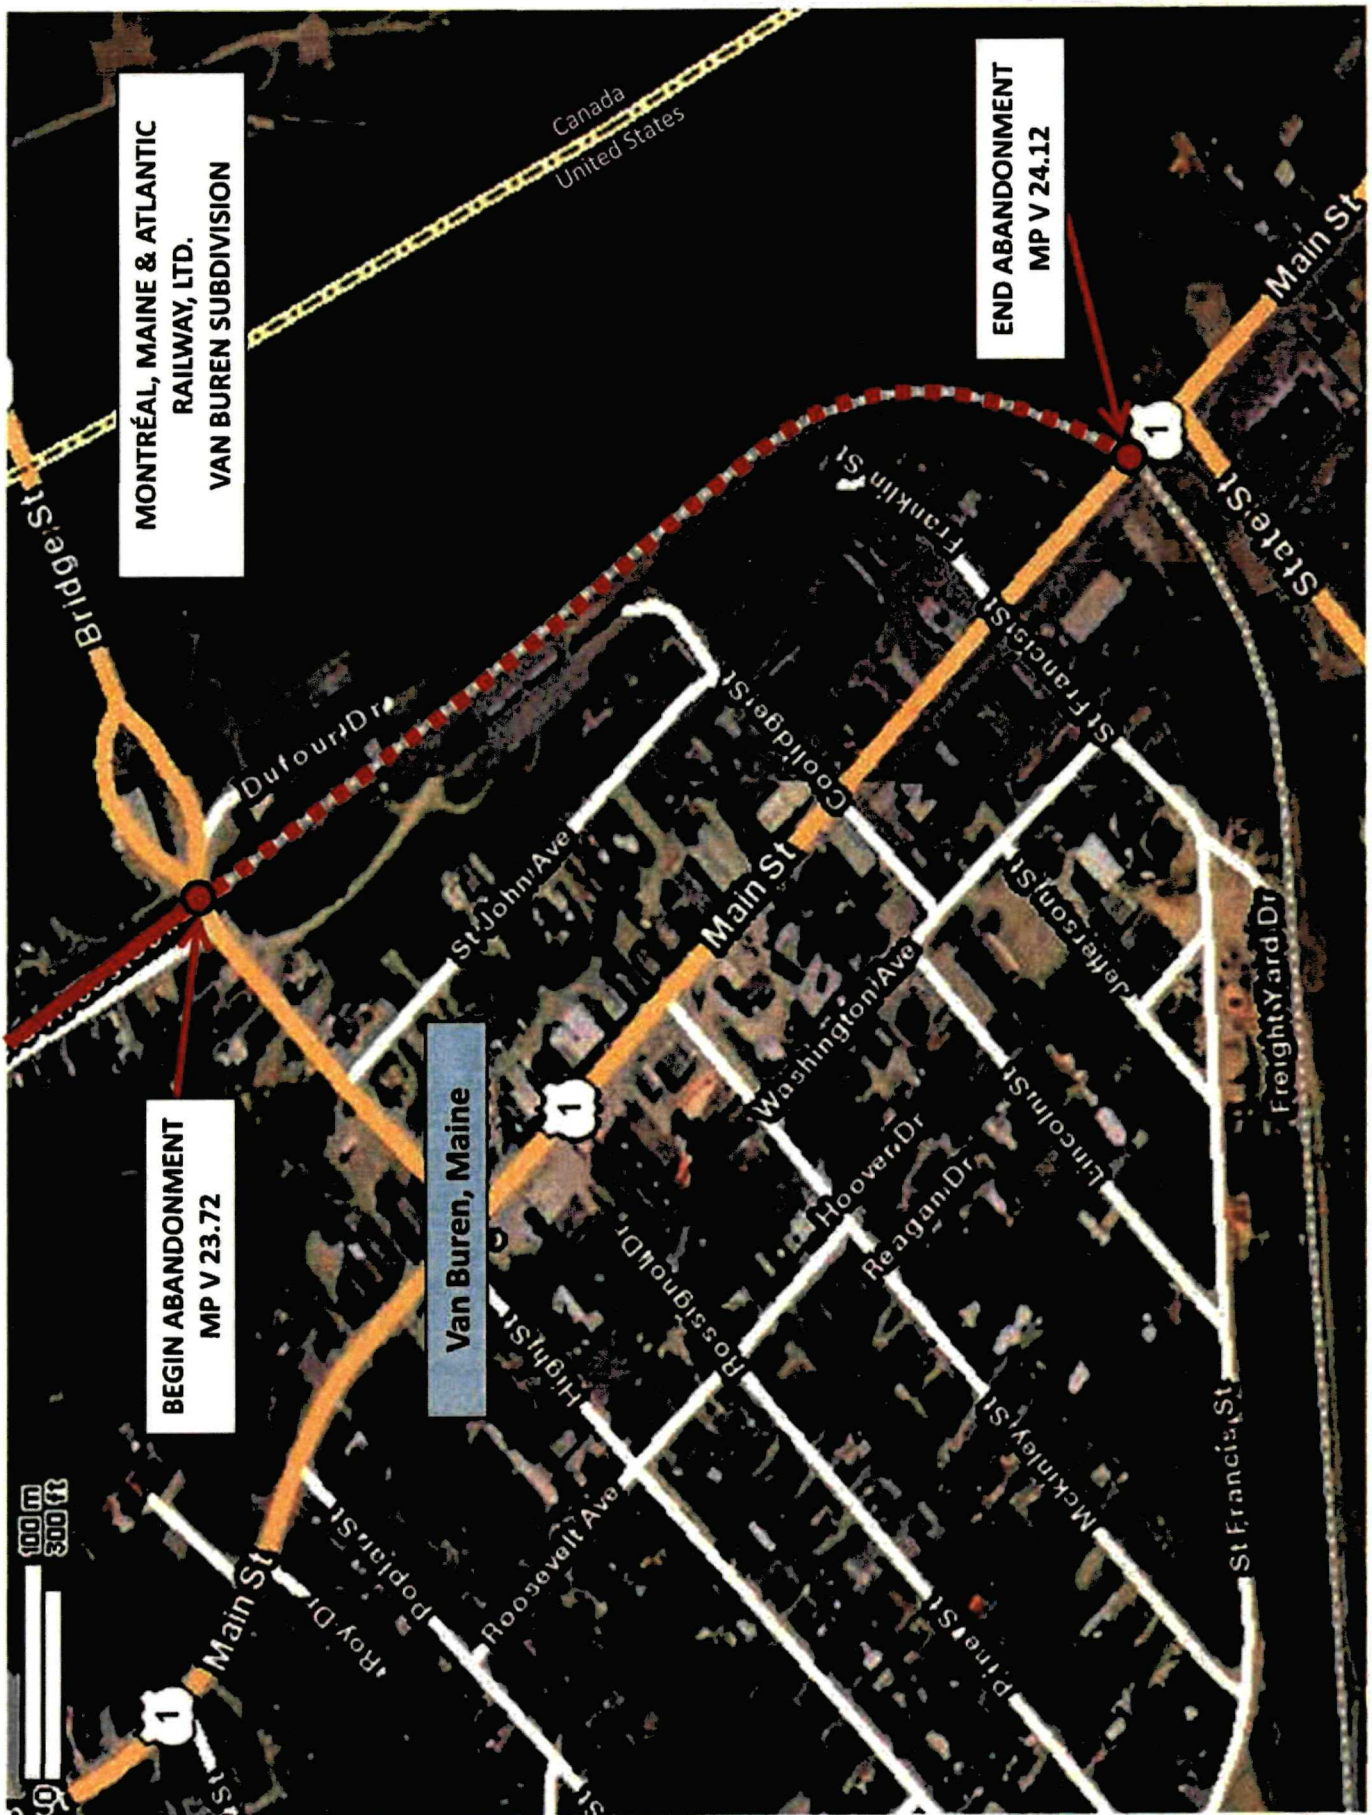 100 m
300 ft
0
MONTRÉAL, MAINE & ATLANTIC
RAILWAY, LTD.
VAN BUREN SUBDIVISION
BEGIN ABANDONMENT
MP V 23.72
END ABANDONMENT
MP V 24.12
Van Buren, Maine
Canada
United States
Bridge St
Dufour Dr
St John Ave
Main St
Main St
Main St
1
1
1
Roy Dr
Poplar St
Roosevelt Ave
High St
Rossignol Dr
Pine St
Mckinley St
Hoover Dr
Reagan Dr
Washington Ave
Lincoln St
Jefferson St
Coolidge St
Franklin St
St Francis St
St Francis St
State St
Freight Yard Dr
St
St